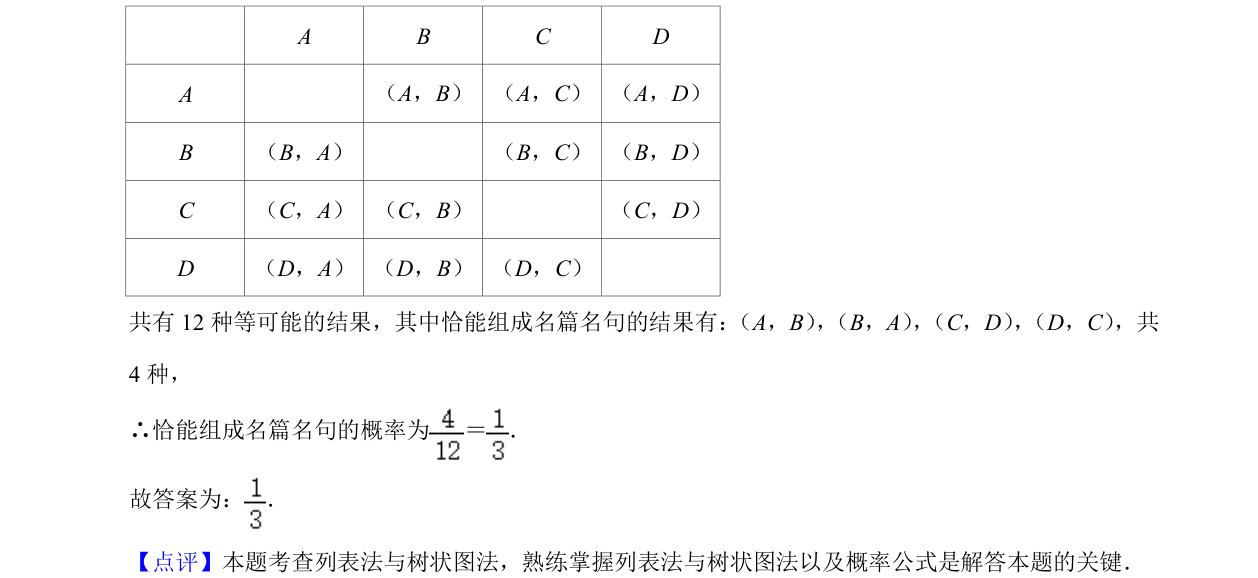 A B C D
A （A，B） （A，C） （A，D）
B （B，A） （B，C） （B，D）
C （C，A） （C，B） （C，D）
D （D，A） （D，B） （D，C）
共有 12 种等可能的结果，其中恰能组成名篇名句的结果有：（A，B），（B，A），（C，D），（D，C），共
4 种，
∴恰能组成名篇名句的概率为4/12=1/3．
故答案为：1/3．
【点评】本题考查列表法与树状图法，熟练掌握列表法与树状图法以及概率公式是解答本题的关键．